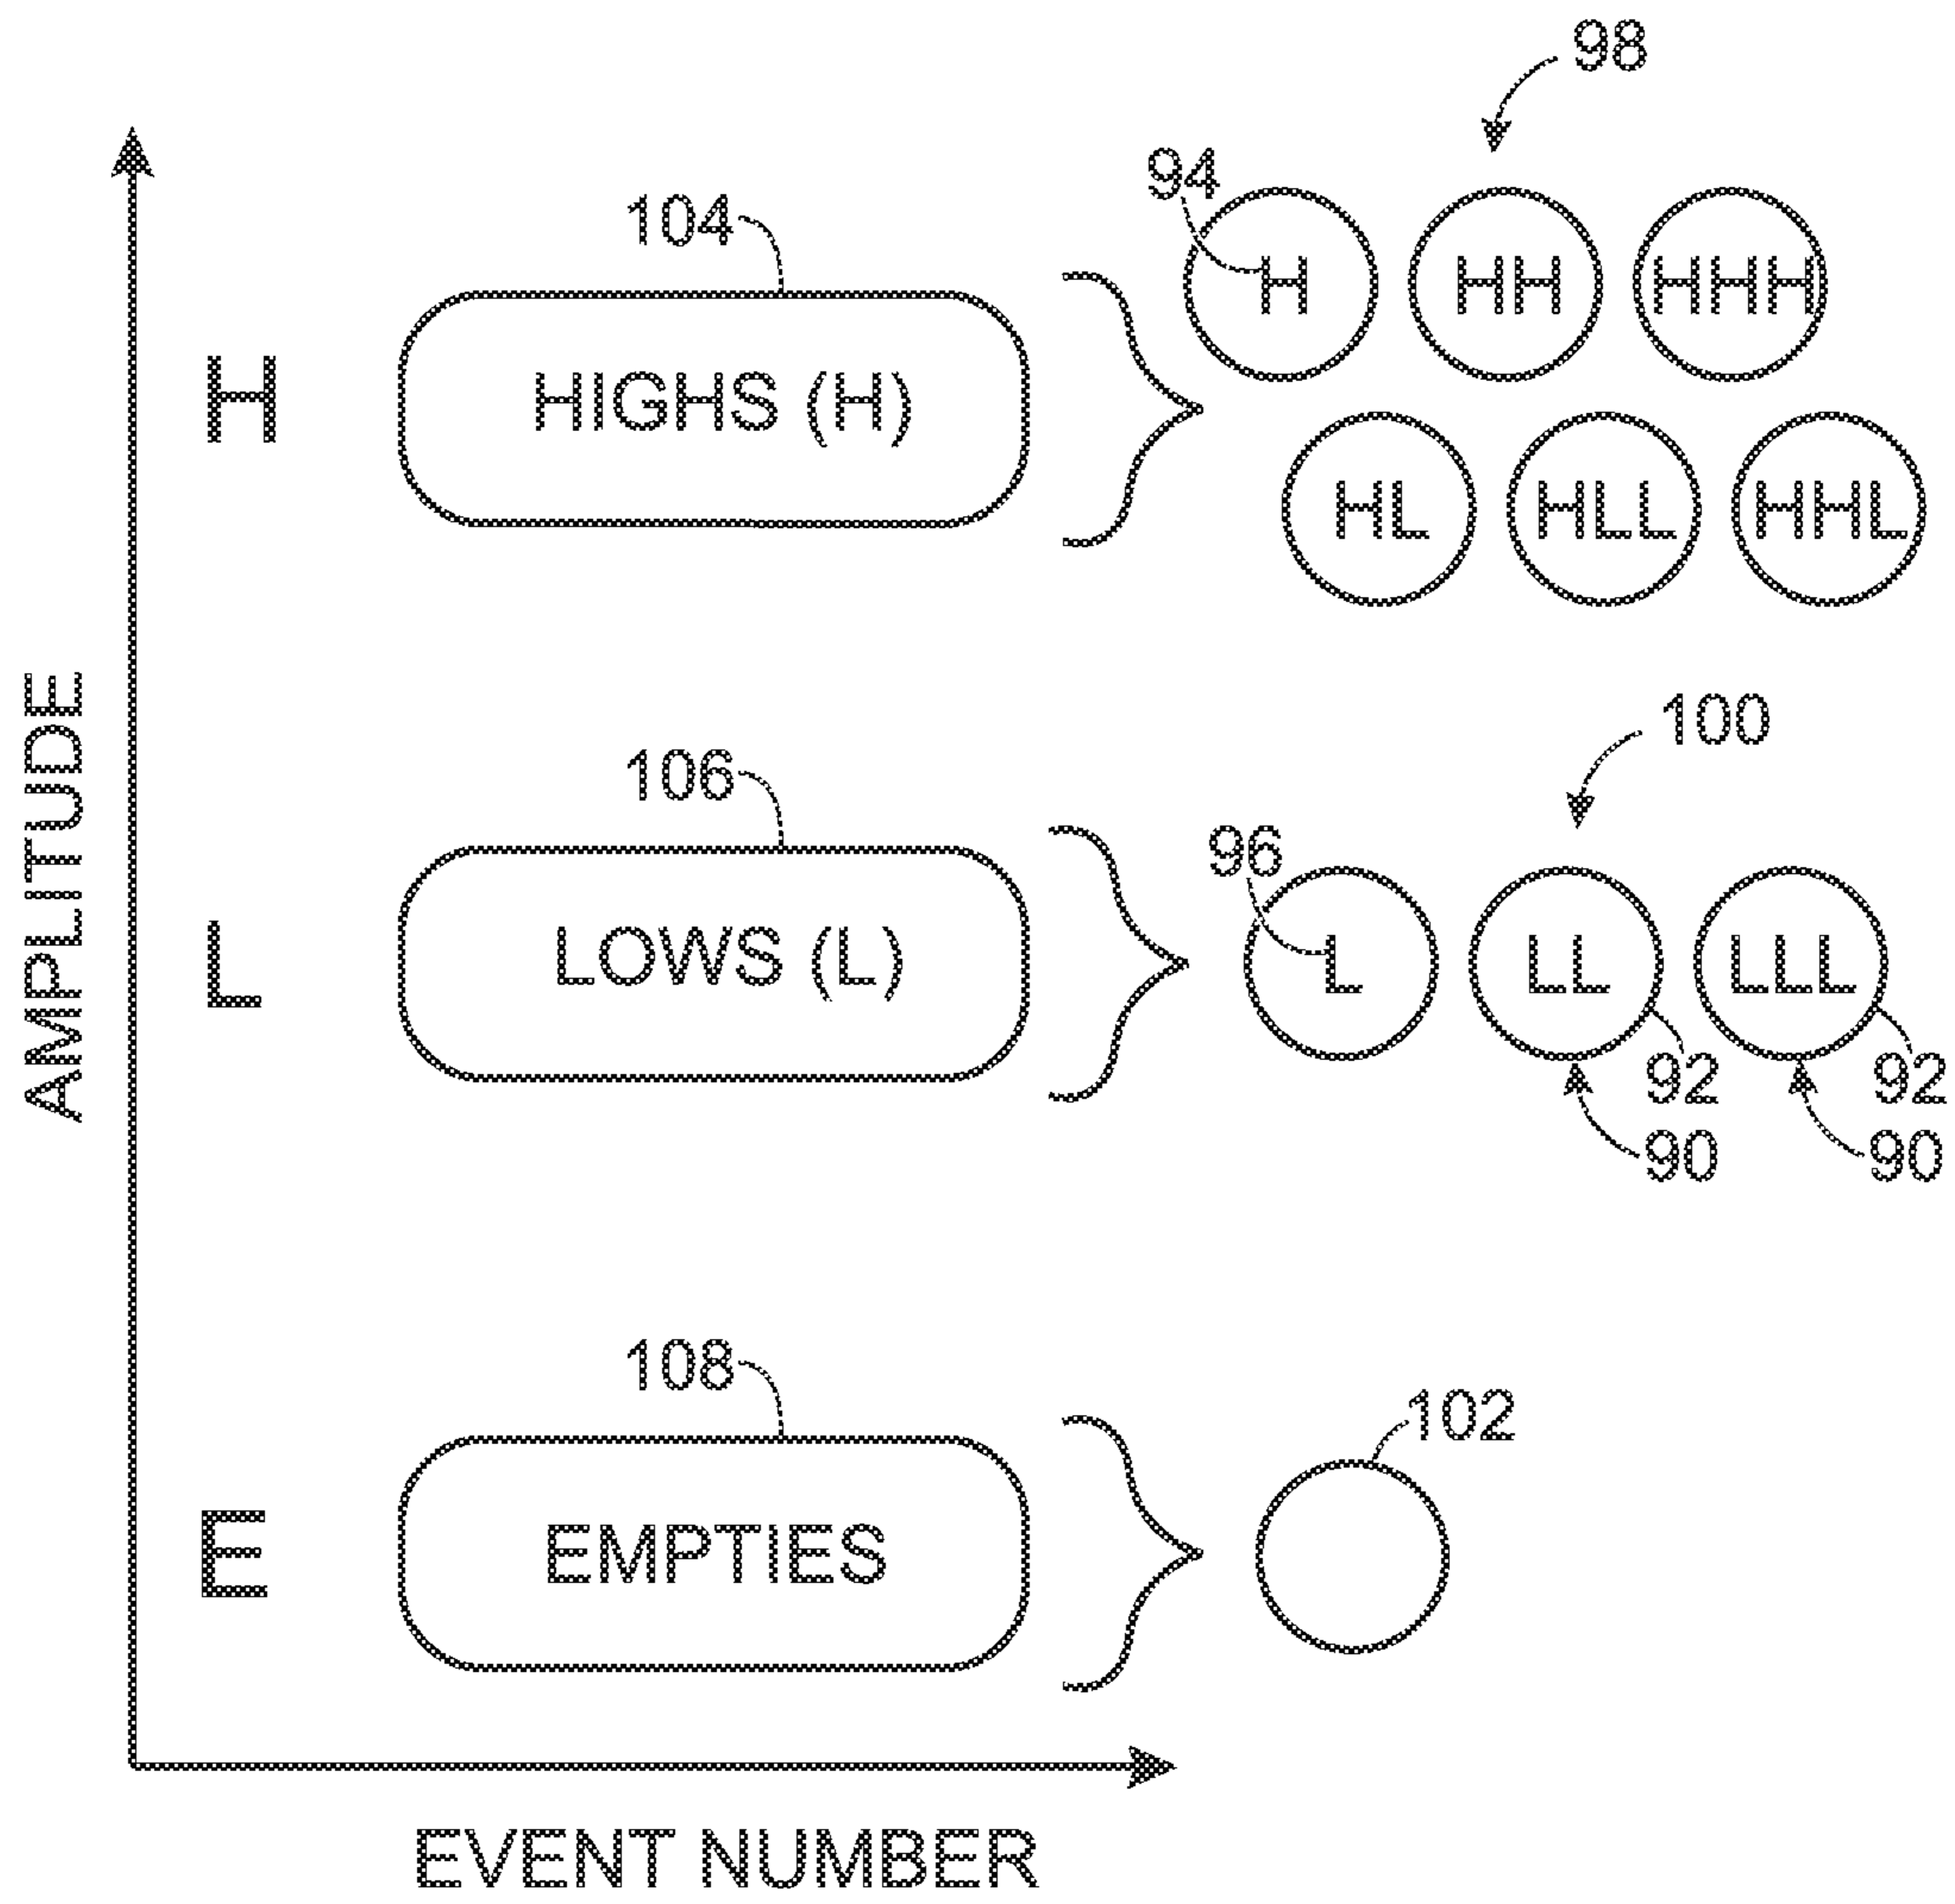 98
94
104
H HH HHH
H HIGHS (H)
HL HLL HHL
100
106
96
AMPLITUDE
L LOWS (L) L LL LLL
92 92
90 90
108
102
E EMPTIES
EVENT NUMBER